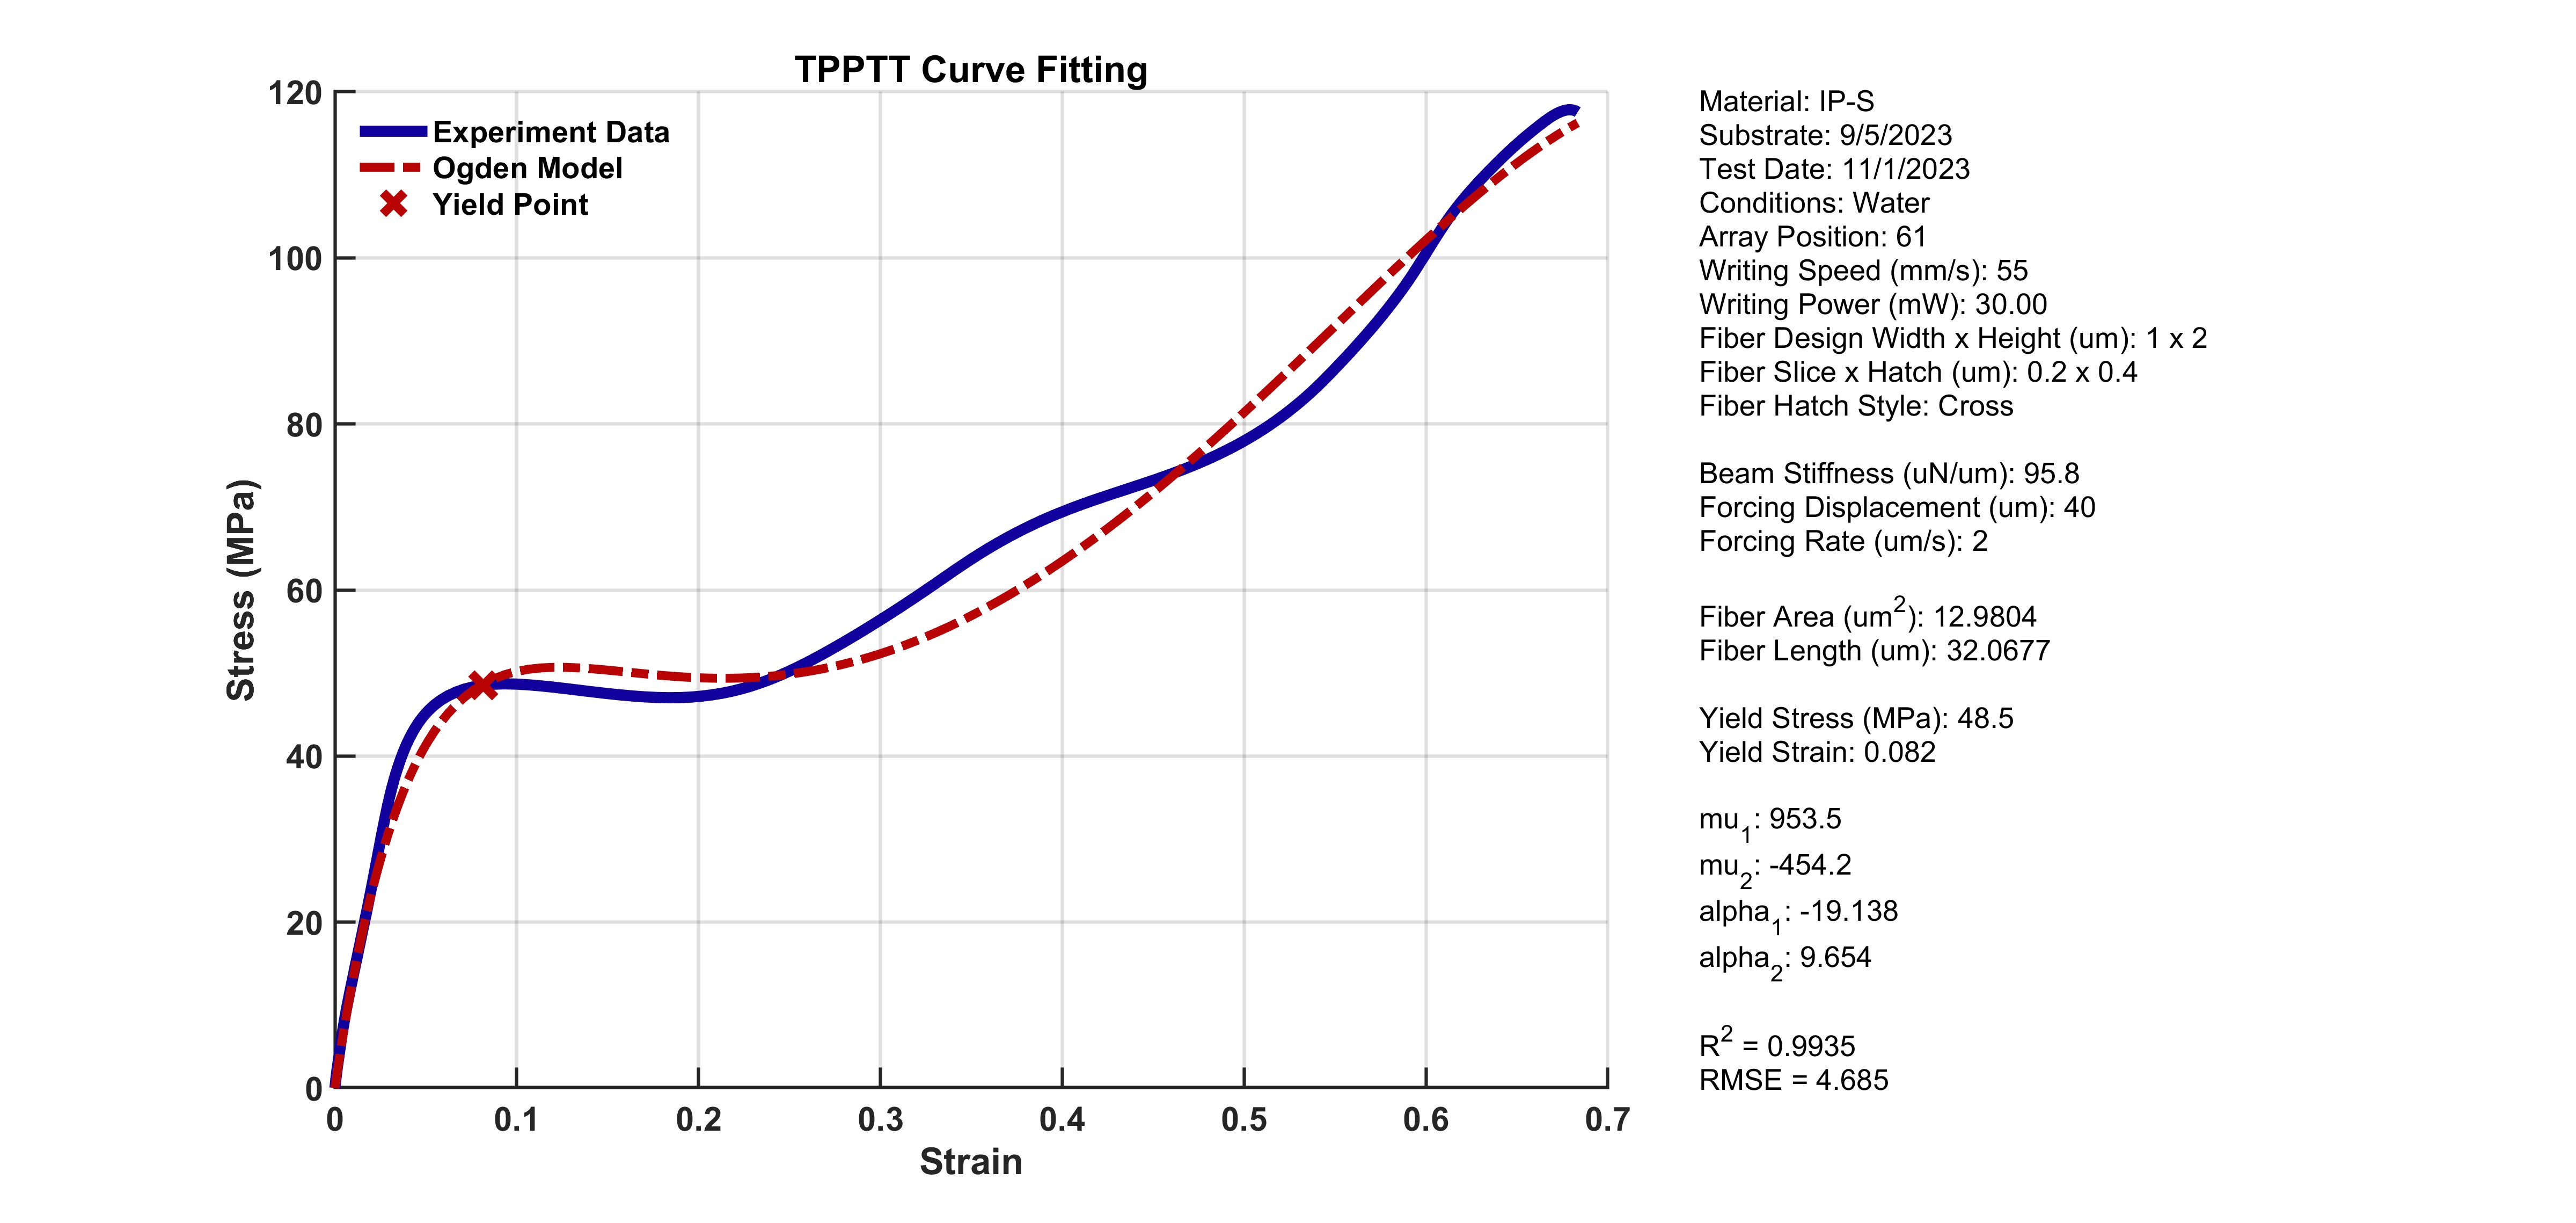 TPPTT Curve Fitting
120
100
80
60
40
20
0
Stress (MPa)
Experiment Data
Ogden Model
Yield Point
0 0.1 0.2 0.3 0.4 0.5 0.6 0.7
Strain
Material: IP-S
Substrate: 9/5/2023
Test Date: 11/1/2023
Conditions: Water
Array Position: 61
Writing Speed (mm/s): 55
Writing Power (mW): 30.00
Fiber Design Width x Height (um): 1 x 2
Fiber Slice x Hatch (um): 0.2 x 0.4
Fiber Hatch Style: Cross
Beam Stiffness (uN/um): 95.8
Forcing Displacement (um): 40
Forcing Rate (um/s): 2
Fiber Area (um²): 12.9804
Fiber Length (um): 32.0677
Yield Stress (MPa): 48.5
Yield Strain: 0.082
mu₁: 953.5
mu₂: -454.2
alpha₁: -19.138
alpha₂: 9.654
R² = 0.9935
RMSE = 4.685